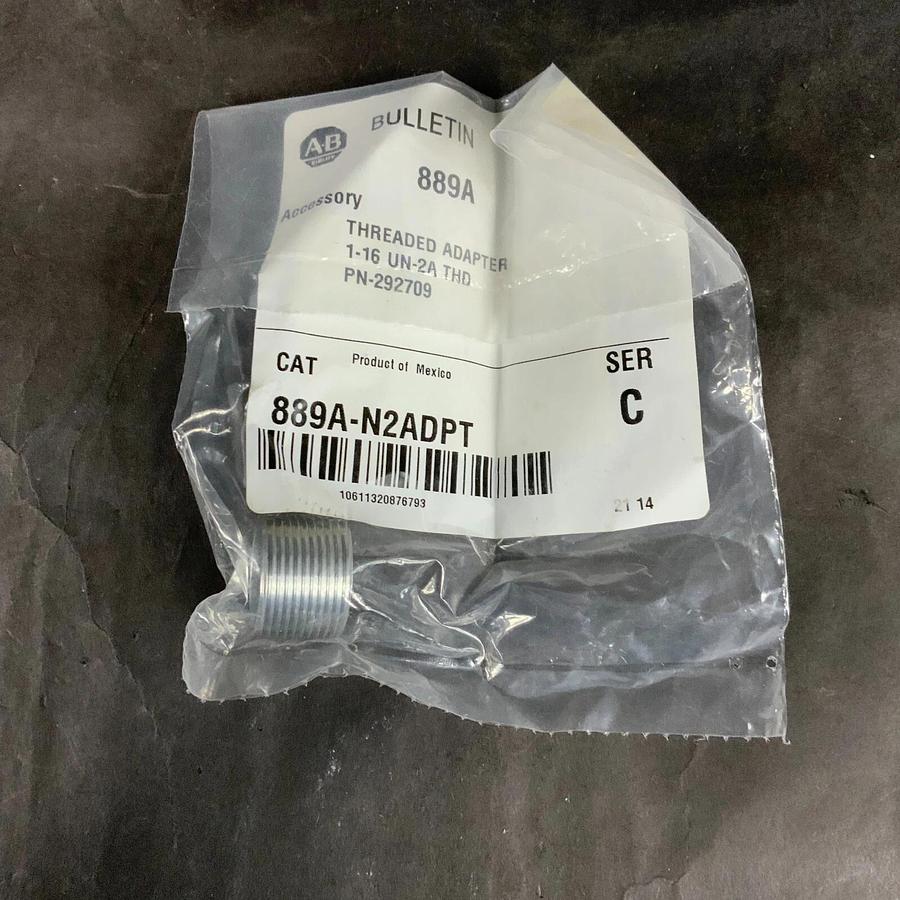 A·B
QUALITY
BULLETIN
889A
Accessory
THREADED ADAPTER
1-16 UN-2A THD
PN-292709
CAT
Product of Mexico
SER
889A-N2ADPT
C
10611320876793
21 14